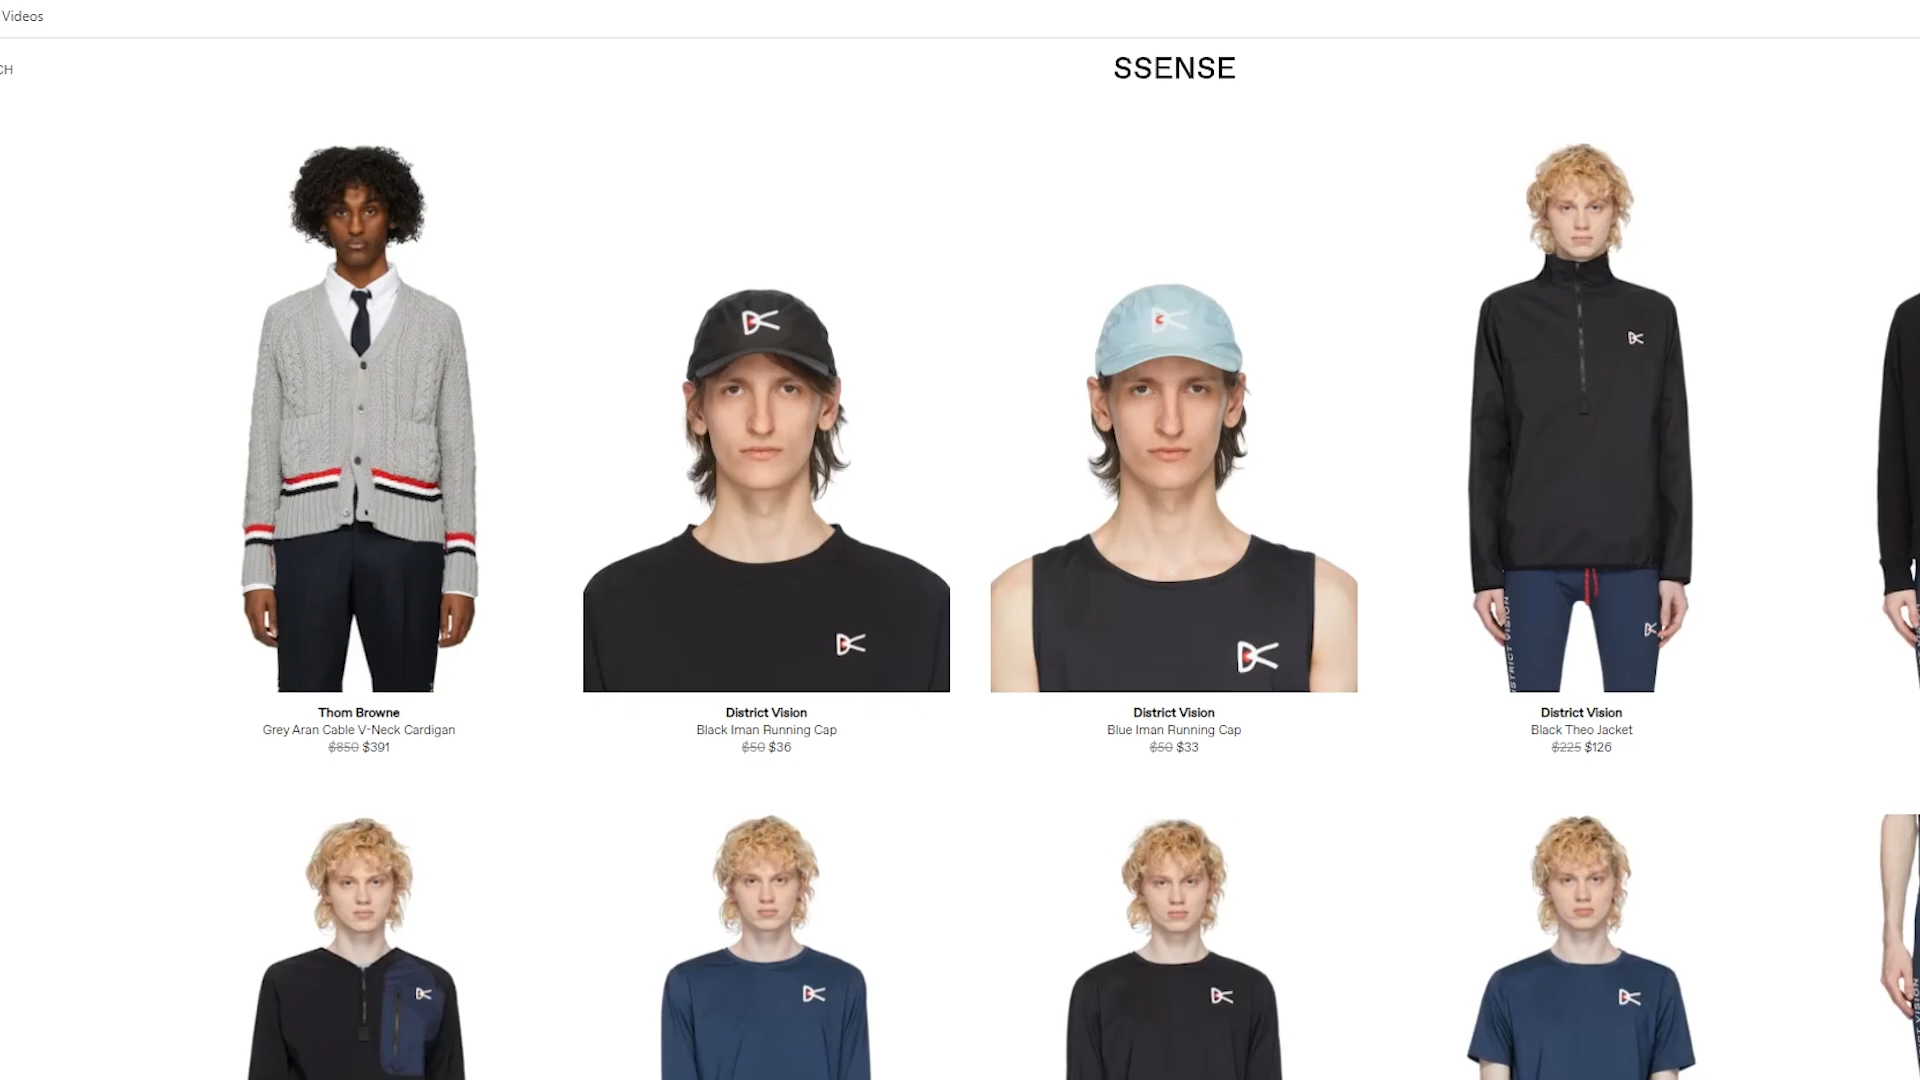 Videos
CH
SSENSE
Thom Browne
Grey Aran Cable V-Neck Cardigan
$850 $391
District Vision
Black Iman Running Cap
$50 $36
District Vision
Blue Iman Running Cap
$50 $33
District Vision
Black Theo Jacket
$225 $126